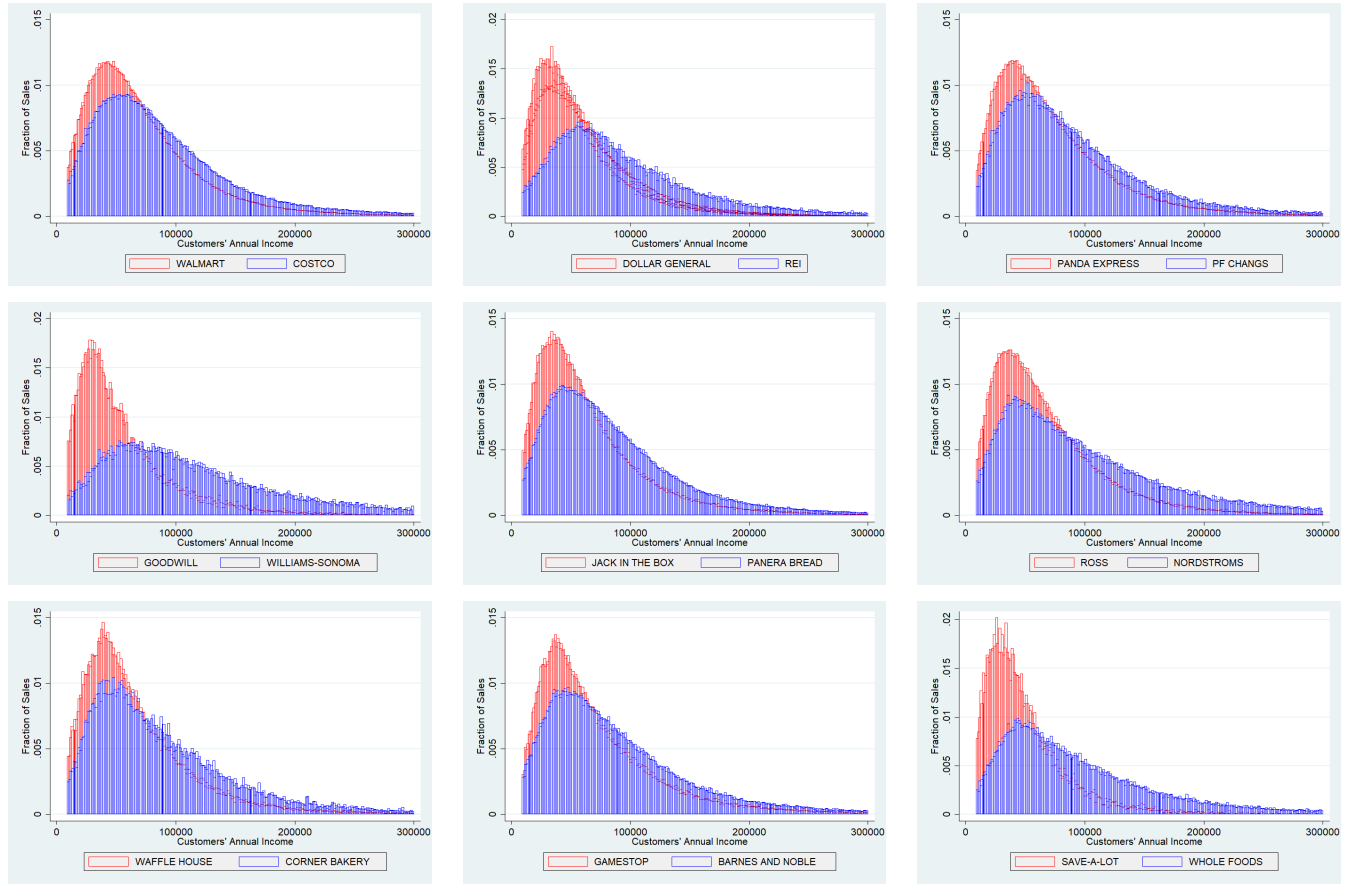 Fraction of Sales
.015
.01
.005
0
0 100000 200000 300000
Customers' Annual Income
WALMART COSTCO
Fraction of Sales
.02
.015
.01
.005
0
0 100000 200000 300000
Customers' Annual Income
DOLLAR GENERAL REI
Fraction of Sales
.015
.01
.005
0
0 100000 200000 300000
Customers' Annual Income
PANDA EXPRESS PF CHANGS
Fraction of Sales
.02
.015
.01
.005
0
0 100000 200000 300000
Customers' Annual Income
GOODWILL WILLIAMS-SONOMA
Fraction of Sales
.015
.01
.005
0
0 100000 200000 300000
Customers' Annual Income
JACK IN THE BOX PANERA BREAD
Fraction of Sales
.015
.01
.005
0
0 100000 200000 300000
Customers' Annual Income
ROSS NORDSTROMS
Fraction of Sales
.015
.01
.005
0
0 100000 200000 300000
Customers' Annual Income
WAFFLE HOUSE CORNER BAKERY
Fraction of Sales
.015
.01
.005
0
0 100000 200000 300000
Customers' Annual Income
GAMESTOP BARNES AND NOBLE
Fraction of Sales
.02
.015
.01
.005
0
0 100000 200000 300000
Customers' Annual Income
SAVE-A-LOT WHOLE FOODS